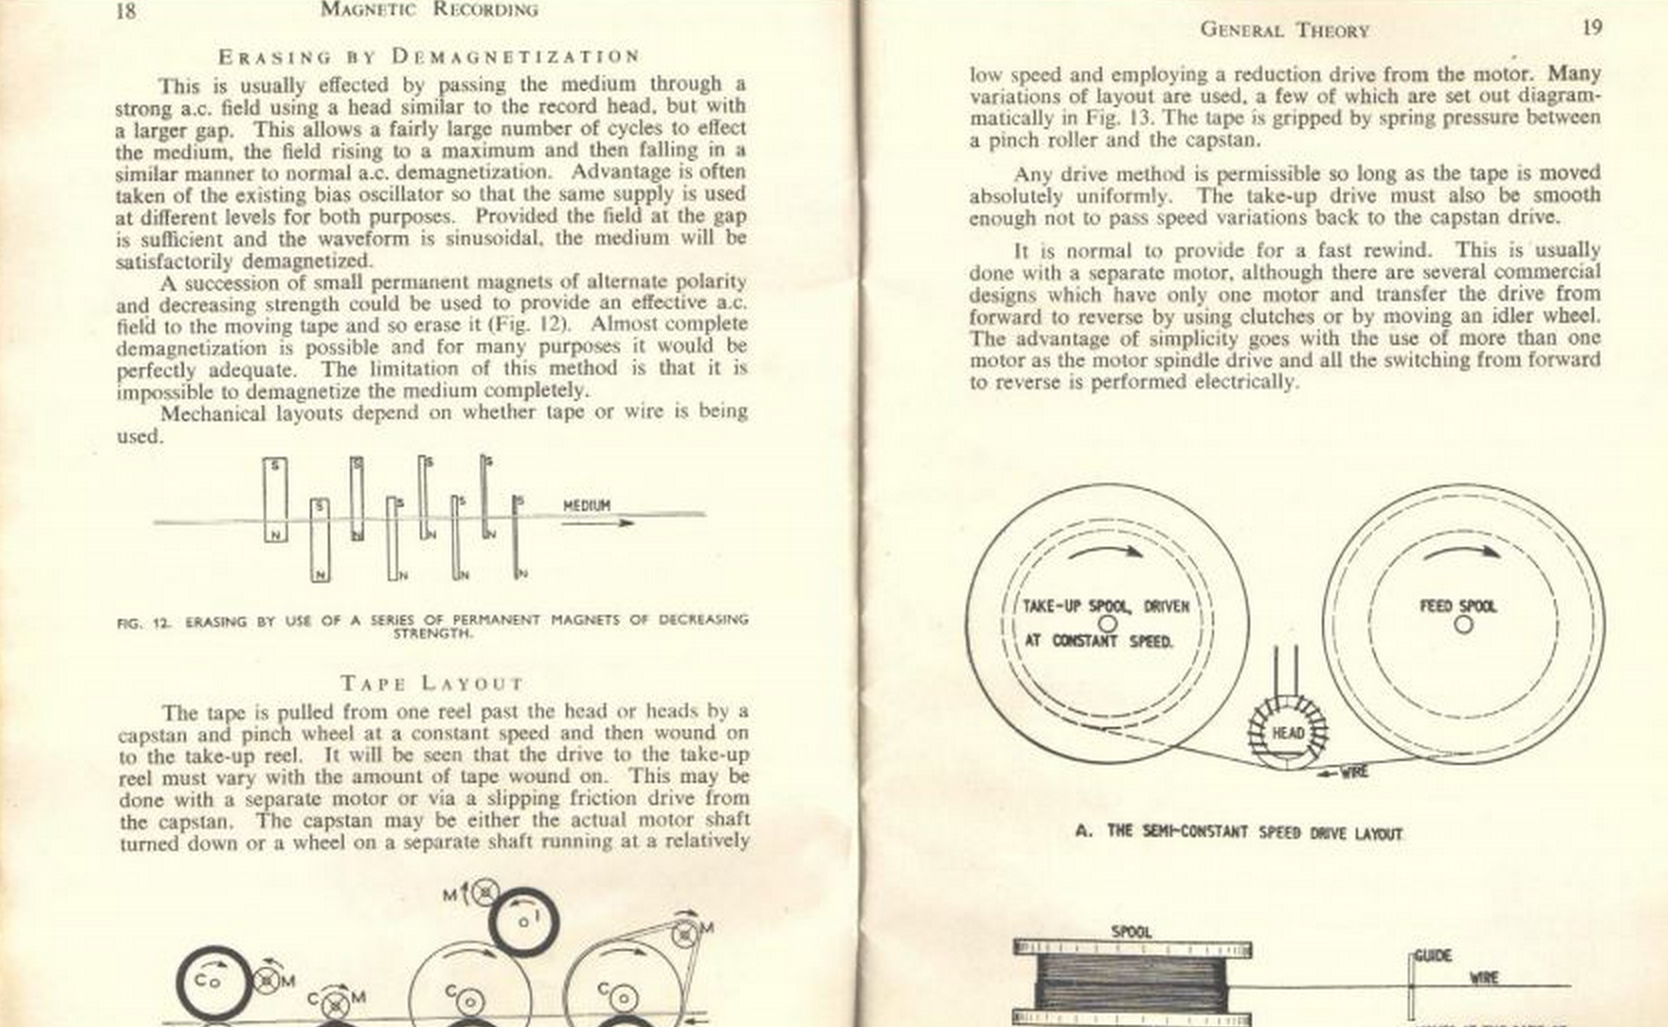 18
MAGNETIC RECORDING
ERASING BY DEMAGNETIZATION
This is usually effected by passing the medium through a
strong a.c. field using a head similar to the record head, but with
a larger gap. This allows a fairly large number of cycles to effect
the medium, the field rising to a maximum and then falling in a
similar manner to normal a.c. demagnetization. Advantage is often
taken of the existing bias oscillator so that the same supply is used
at different levels for both purposes. Provided the field at the gap
is sufficient and the waveform is sinusoidal, the medium will be
satisfactorily demagnetized.
A succession of small permanent magnets of alternate polarity
and decreasing strength could be used to provide an effective a.c.
field to the moving tape and so erase it (Fig. 12). Almost complete
demagnetization is possible and for many purposes it would be
perfectly adequate. The limitation of this method is that it is
impossible to demagnetize the medium completely.
Mechanical layouts depend on whether tape or wire is being
used.
S S S S
S S S S
MEDIUM
N N N N
N N N N
FIG. 12. ERASING BY USE OF A SERIES OF PERMANENT MAGNETS OF DECREASING
STRENGTH.
TAPE LAYOUT
The tape is pulled from one reel past the head or heads by a
capstan and pinch wheel at a constant speed and then wound on
to the take-up reel. It will be seen that the drive to the take-up
reel must vary with the amount of tape wound on. This may be
done with a separate motor or via a slipping friction drive from
the capstan. The capstan may be either the actual motor shaft
turned down or a wheel on a separate shaft running at a relatively
M I M
C M C M C C
GENERAL THEORY
19
low speed and employing a reduction drive from the motor. Many
variations of layout are used, a few of which are set out diagram-
matically in Fig. 13. The tape is gripped by spring pressure between
a pinch roller and the capstan.
Any drive method is permissible so long as the tape is moved
absolutely uniformly. The take-up drive must also be smooth
enough not to pass speed variations back to the capstan drive.
It is normal to provide for a fast rewind. This is usually
done with a separate motor, although there are several commercial
designs which have only one motor and transfer the drive from
forward to reverse by using clutches or by moving an idler wheel.
The advantage of simplicity goes with the use of more than one
motor as the motor spindle drive and all the switching from forward
to reverse is performed electrically.
TAKE-UP SPOOL, DRIVEN
AT CONSTANT SPEED.
FEED SPOOL
HEAD
WIRE
A. THE SEMI-CONSTANT SPEED DRIVE LAYOUT
SPOOL
GUIDE
WIRE